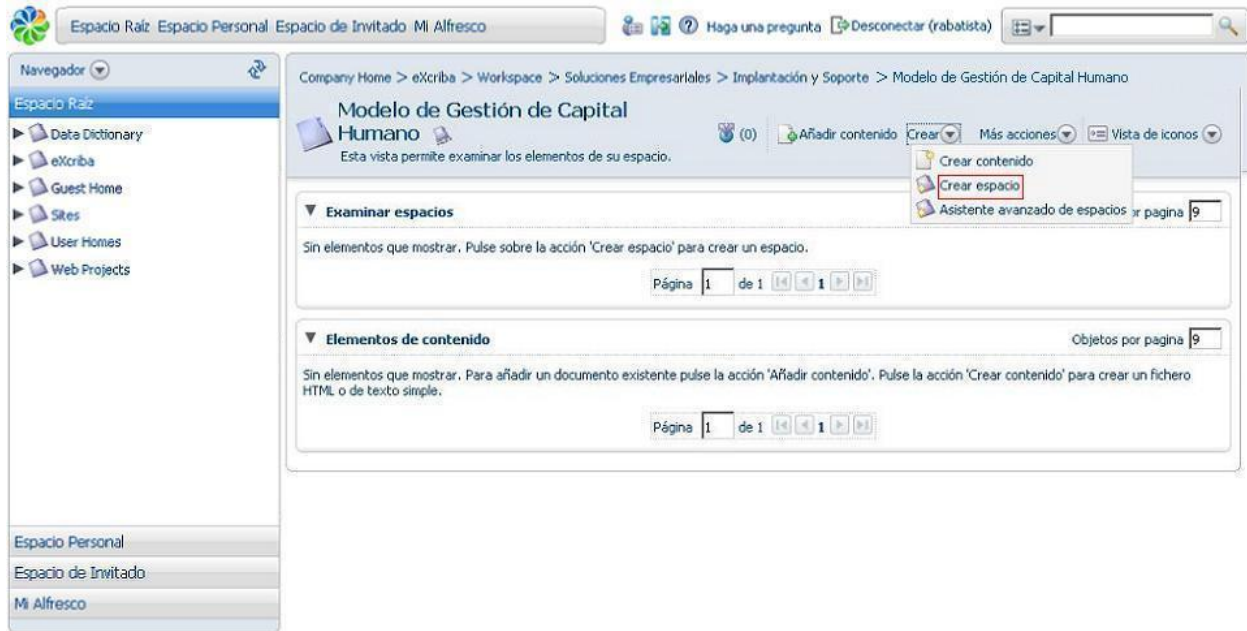 Espacio Raíz Espacio Personal Espacio de Invitado Mi Alfresco
Haga una pregunta Desconectar (rabatista)
Navegador
Espacio Raíz
Data Dictionary
eXcriba
Guest Home
Sites
User Homes
Web Projects
Espacio Personal
Espacio de Invitado
Mi Alfresco
Company Home > eXcriba > Workspace > Soluciones Empresariales > Implantación y Soporte > Modelo de Gestión de Capital Humano
Modelo de Gestión de Capital
Humano
Esta vista permite examinar los elementos de su espacio.
(0) Añadir contenido Crear Más acciones Vista de iconos
Crear contenido
Crear espacio
Asistente avanzado de espacios
Examinar espacios
or pagina 9
Sin elementos que mostrar. Pulse sobre la acción 'Crear espacio' para crear un espacio.
Página 1 de 1 1
Elementos de contenido
Objetos por pagina 9
Sin elementos que mostrar. Para añadir un documento existente pulse la acción 'Añadir contenido'. Pulse la acción 'Crear contenido' para crear un fichero
HTML o de texto simple.
Página 1 de 1 1